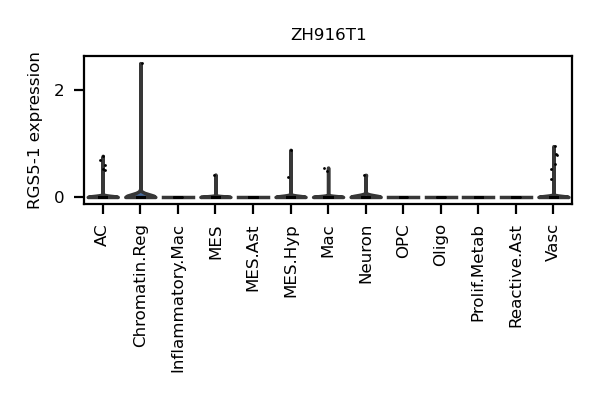 ZH916T1
RGS5-1 expression
2
0
AC
Chromatin.Reg
Inflammatory.Mac
MES
MES.Ast
MES.Hyp
Mac
Neuron
OPC
Oligo
Prolif.Metab
Reactive.Ast
Vasc